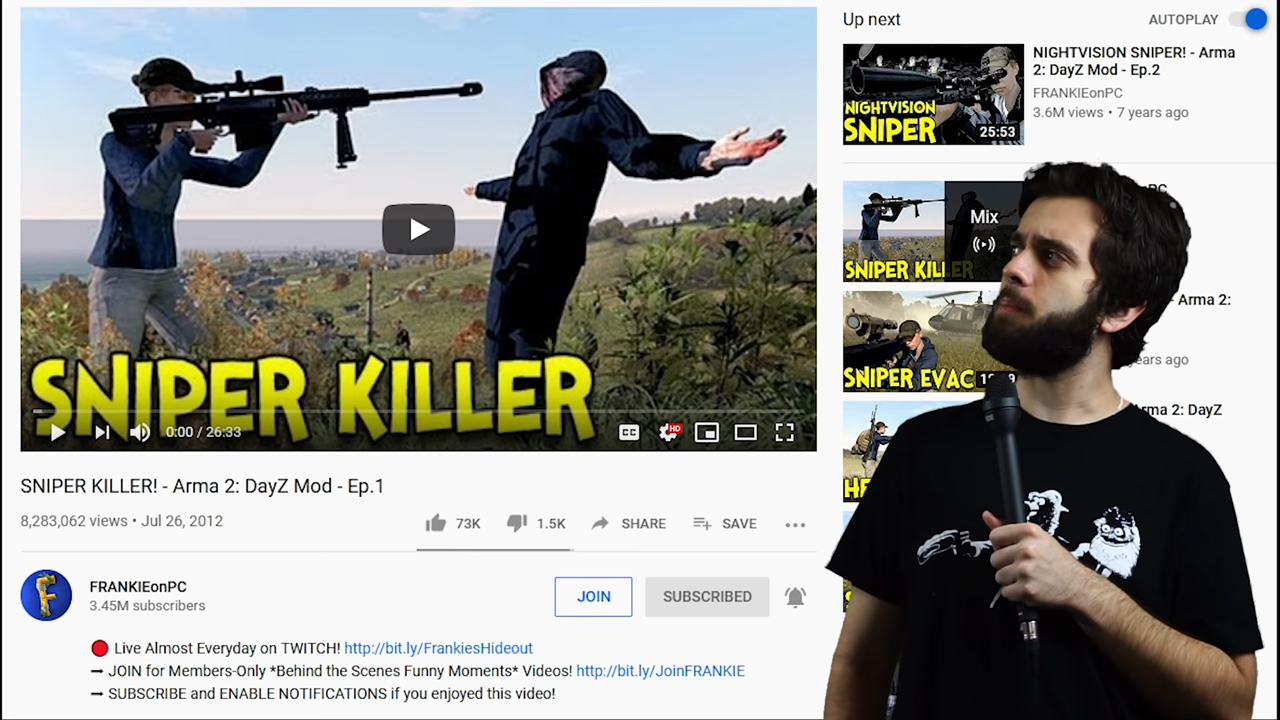 SNIPER KILLER
0:00 / 26:33
CC
HD
SNIPER KILLER! - Arma 2: DayZ Mod - Ep.1
8,283,062 views • Jul 26, 2012
73K
1.5K
SHARE
SAVE
FRANKIEonPC
3.45M subscribers
JOIN
SUBSCRIBED
Live Almost Everyday on TWITCH! http://bit.ly/FrankiesHideout
➞ JOIN for Members-Only *Behind the Scenes Funny Moments* Videos! http://bit.ly/JoinFRANKIE
➞ SUBSCRIBE and ENABLE NOTIFICATIONS if you enjoyed this video!
Up next
AUTOPLAY
NIGHTVISION
SNIPER
25:53
NIGHTVISION SNIPER! - Arma
2: DayZ Mod - Ep.2
FRANKIEonPC
3.6M views • 7 years ago
Mix
SNIPER KILLER
SNIPER EVAC
Arma 2:
ago
2: DayZ